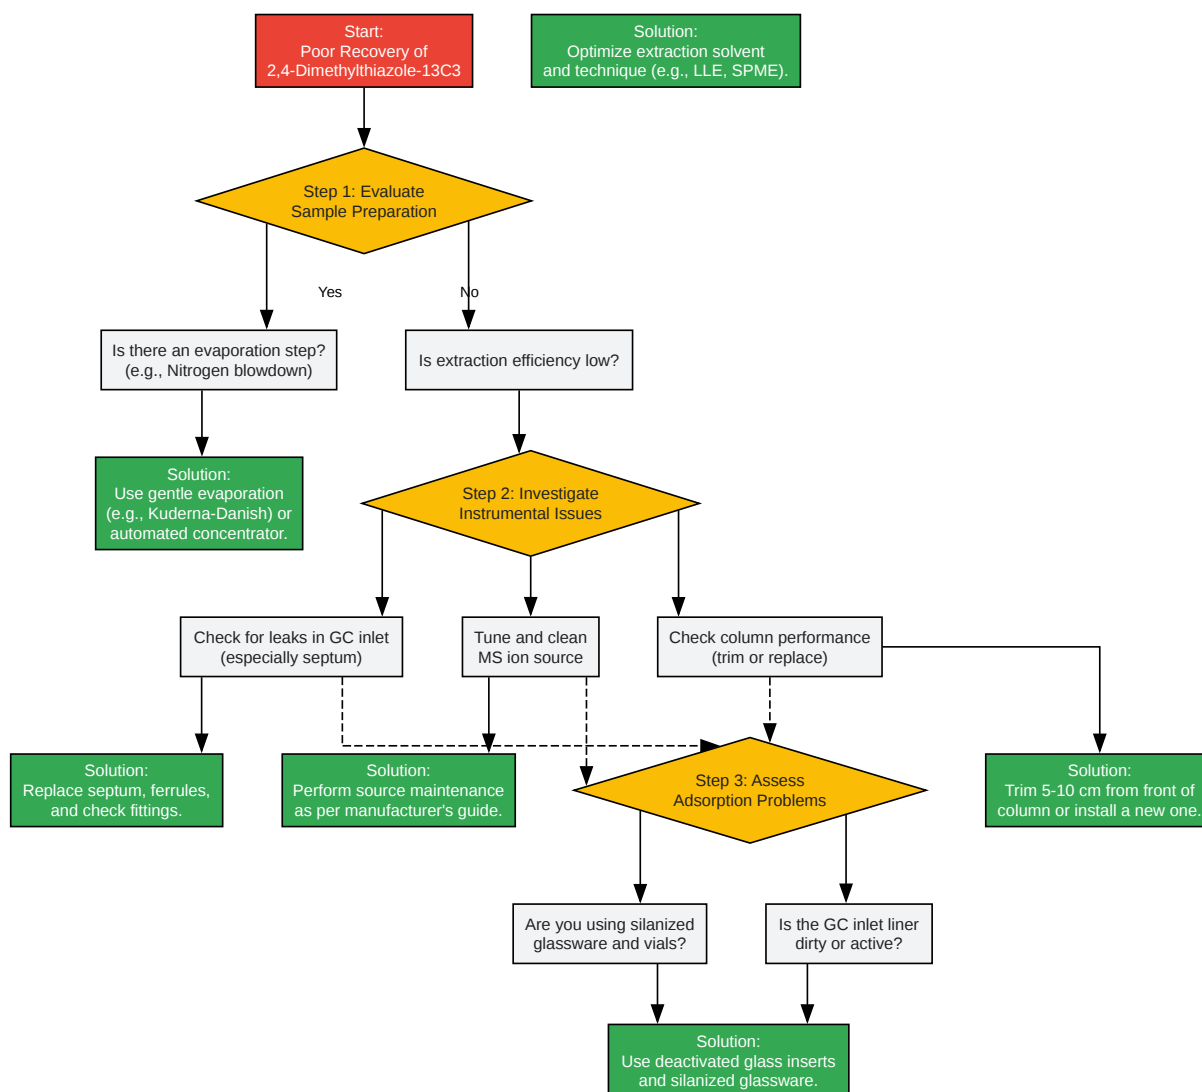 Start:
Poor Recovery of
2,4-Dimethylthiazole-13C3
Solution:
Optimize extraction solvent
and technique (e.g., LLE, SPME).
Step 1: Evaluate
Sample Preparation
Yes
No
Is there an evaporation step?
(e.g., Nitrogen blowdown)
Is extraction efficiency low?
Solution:
Use gentle evaporation
(e.g., Kuderna-Danish) or
automated concentrator.
Step 2: Investigate
Instrumental Issues
Check for leaks in GC inlet
(especially septum)
Tune and clean
MS ion source
Check column performance
(trim or replace)
Solution:
Replace septum, ferrules,
and check fittings.
Solution:
Perform source maintenance
as per manufacturer's guide.
Step 3: Assess
Adsorption Problems
Solution:
Trim 5-10 cm from front of
column or install a new one.
Are you using silanized
glassware and vials?
Is the GC inlet liner
dirty or active?
Solution:
Use deactivated glass inserts
and silanized glassware.